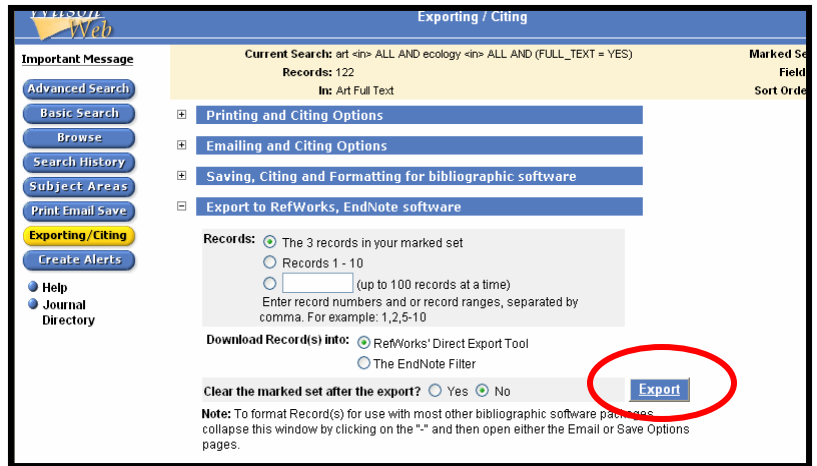 Wilson
Web
Exporting / Citing
Important Message
Current Search: art <in> ALL AND ecology <in> ALL AND (FULL_TEXT = YES)
Records: 122
In: Art Full Text
Marked Se
Field
Sort Orde
Advanced Search
Basic Search
Browse
Search History
Subject Areas
Print Email Save
Exporting/Citing
Create Alerts
Help
Journal
Directory
Printing and Citing Options
Emailing and Citing Options
Saving, Citing and Formatting for bibliographic software
Export to RefWorks, EndNote software
Records: The 3 records in your marked set
Records 1 - 10
(up to 100 records at a time)
Enter record numbers and or record ranges, separated by
comma. For example: 1,2,5-10
Download Record(s) into: RefWorks' Direct Export Tool
The EndNote Filter
Clear the marked set after the export? Yes No
Export
Note: To format Record(s) for use with most other bibliographic software packages
collapse this window by clicking on the "-" and then open either the Email or Save Options
pages.